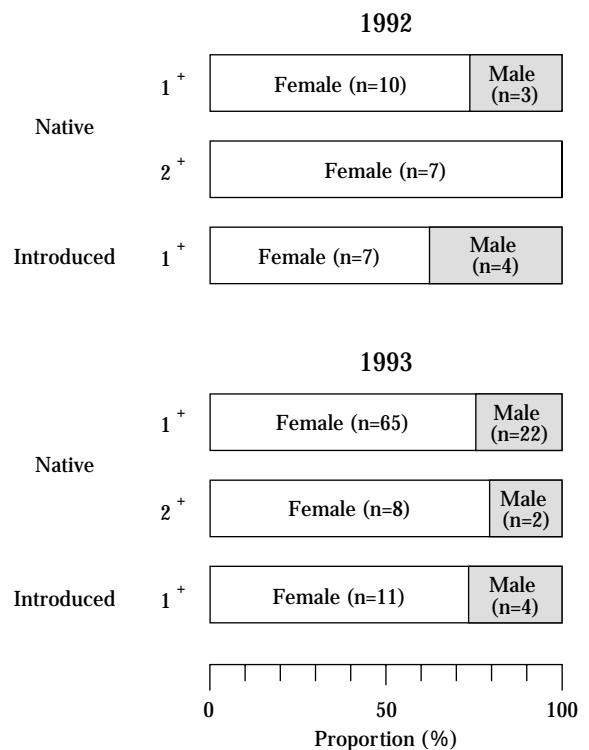 1992
1+ Female (n=10) Male (n=3)
Native
2+ Female (n=7)
Introduced 1+ Female (n=7) Male (n=4)
1993
1+ Female (n=65) Male (n=22)
Native
2+ Female (n=8) Male (n=2)
Introduced 1+ Female (n=11) Male (n=4)
0 50 100
Proportion (%)